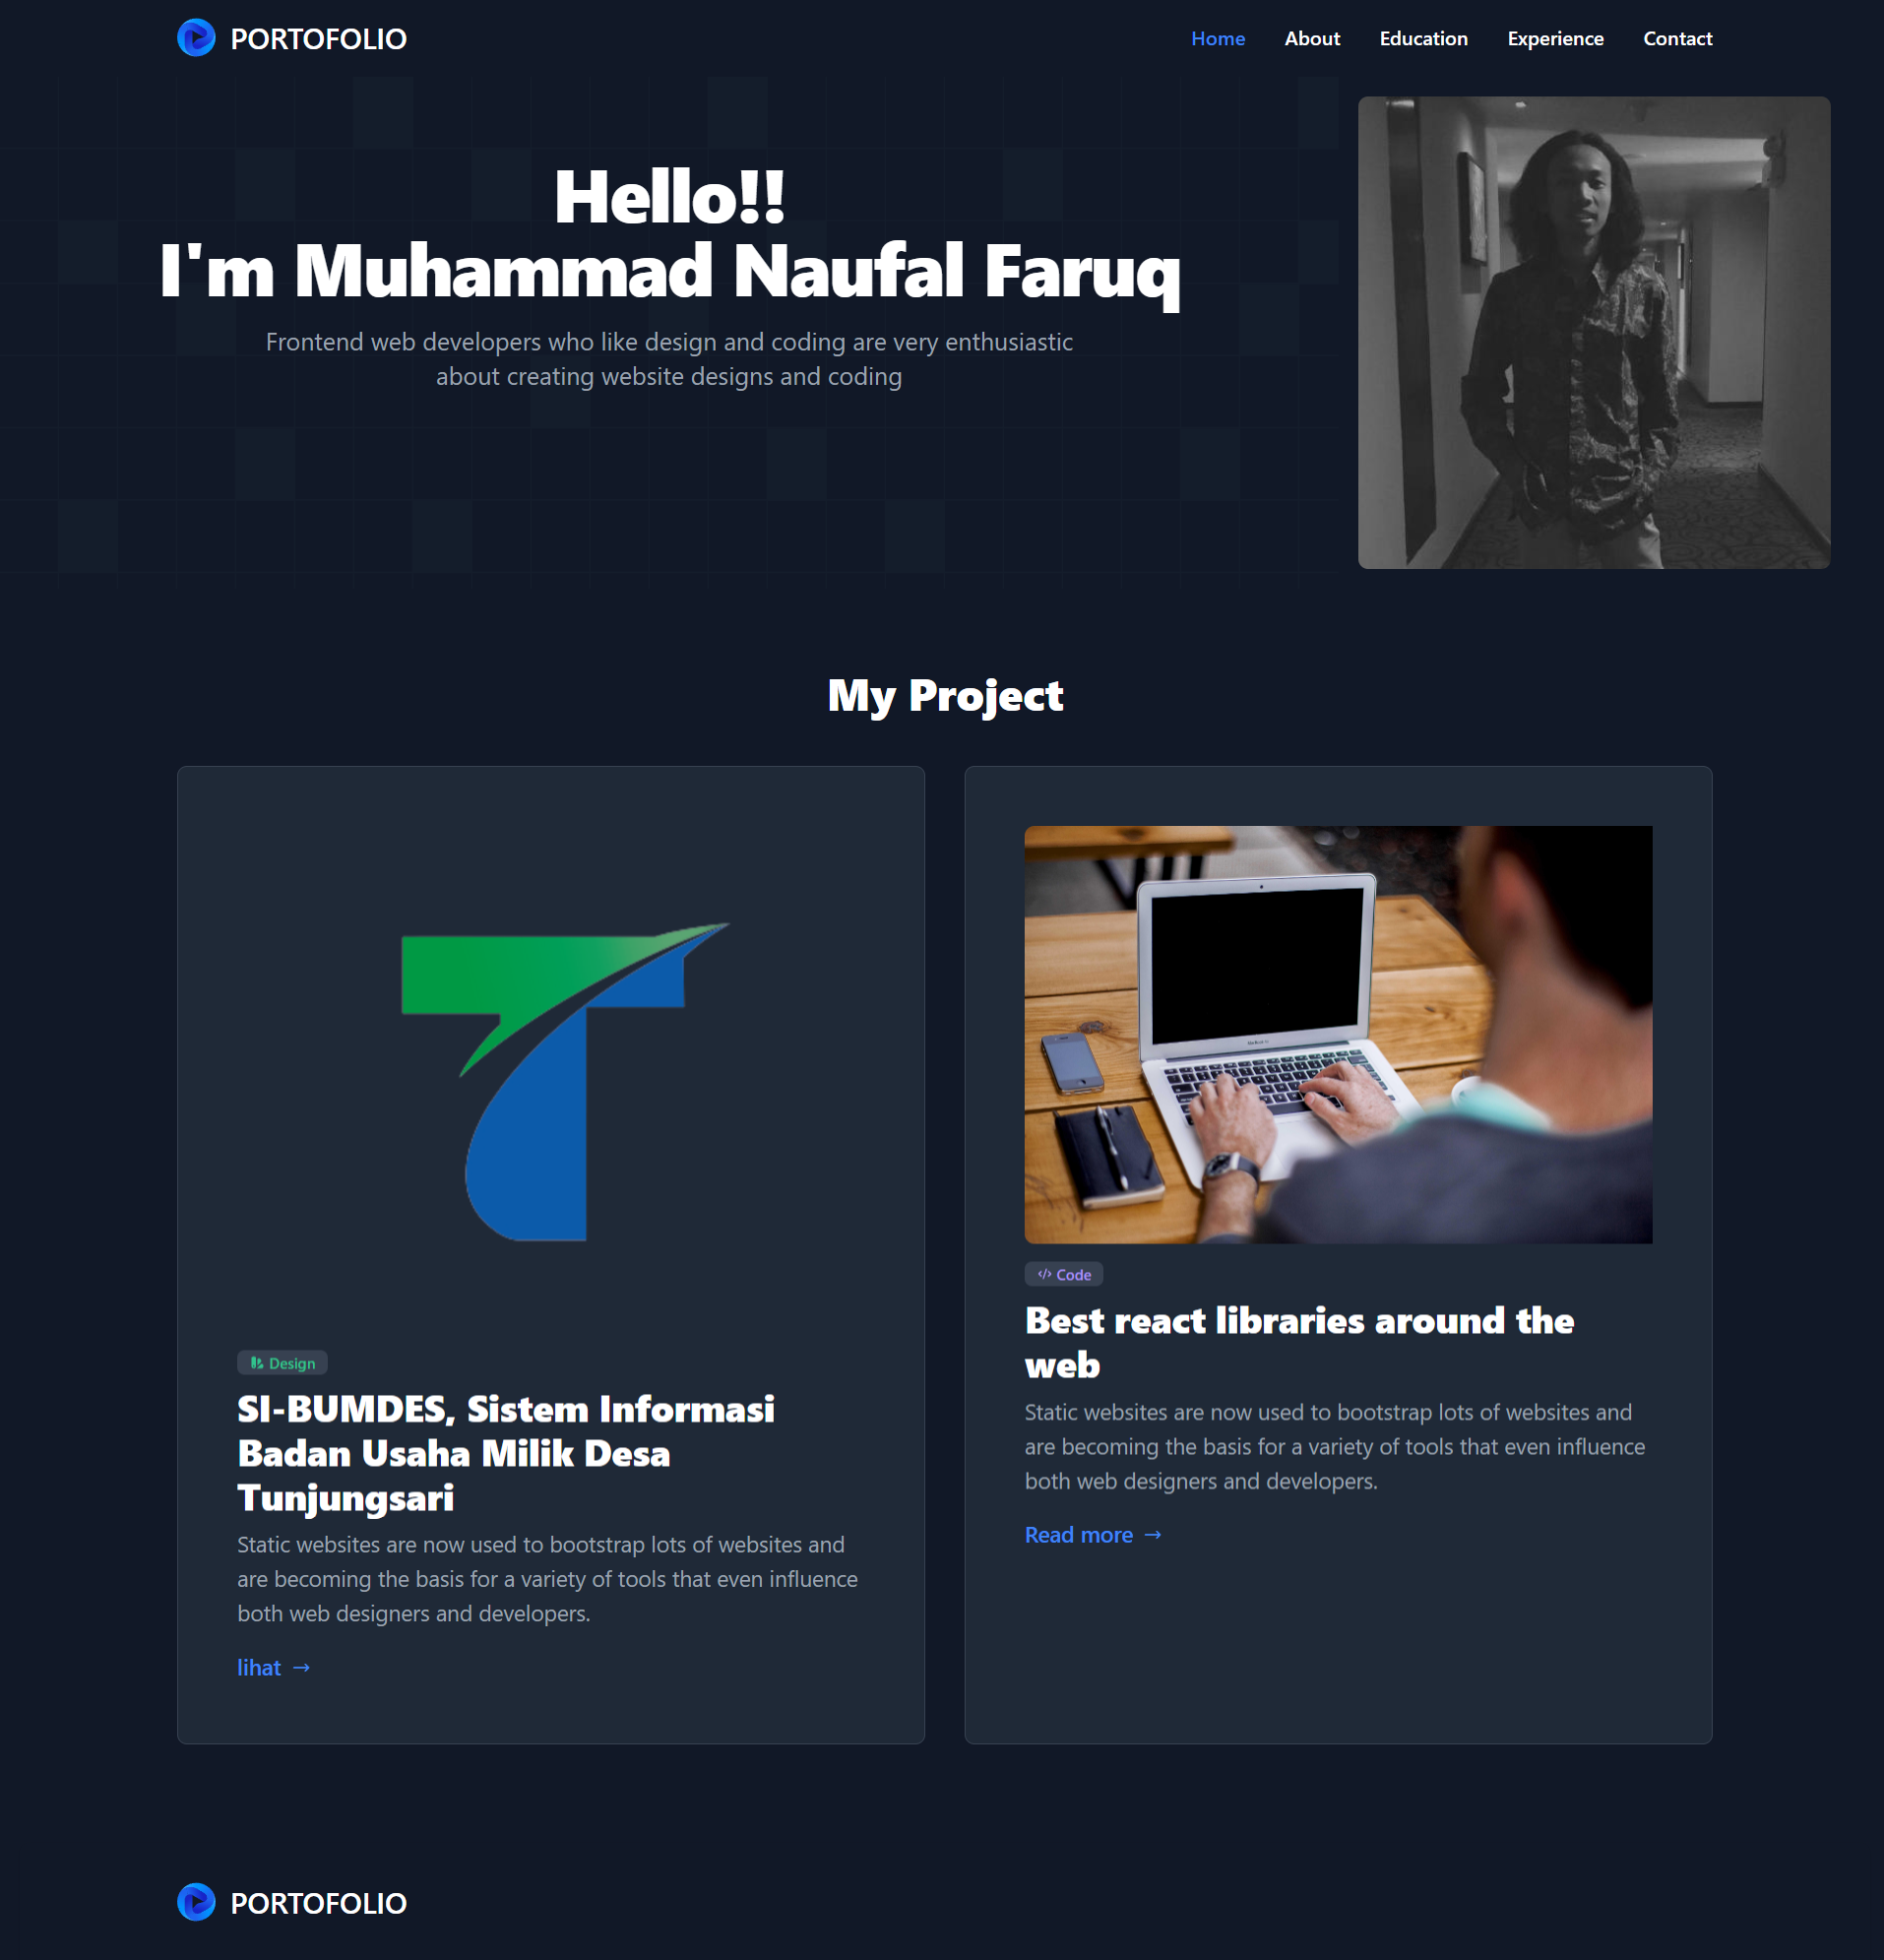 PORTOFOLIO
Home About Education Experience Contact
Hello!!
I'm Muhammad Naufal Faruq
Frontend web developers who like design and coding are very enthusiastic
about creating website designs and coding
My Project
Design
SI-BUMDES, Sistem Informasi
Badan Usaha Milik Desa
Tunjungsari
Static websites are now used to bootstrap lots of websites and
are becoming the basis for a variety of tools that even influence
both web designers and developers.
lihat →
Code
Best react libraries around the
web
Static websites are now used to bootstrap lots of websites and
are becoming the basis for a variety of tools that even influence
both web designers and developers.
Read more →
PORTOFOLIO